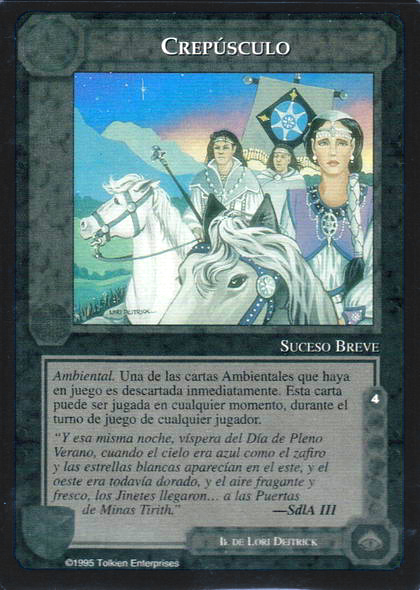 Crepúsculo
LORI DEITRICK
Suceso Breve
Ambiental. Una de las cartas Ambientales que haya
en juego es descartada inmediatamente. Esta carta
puede ser jugada en cualquier momento, durante el
turno de juego de cualquier jugador.
4
“Y esa misma noche, víspera del Día de Pleno
Verano, cuando el cielo era azul como el zafiro
y las estrellas blancas aparecían en el este, y el
oeste era todavía dorado, y el aire fragante y
fresco, los Jinetes llegaron… a las Puertas
de Minas Tirith.” —SdlA III
Il. de Lori Deitrick
©1995 Tolkien Enterprises